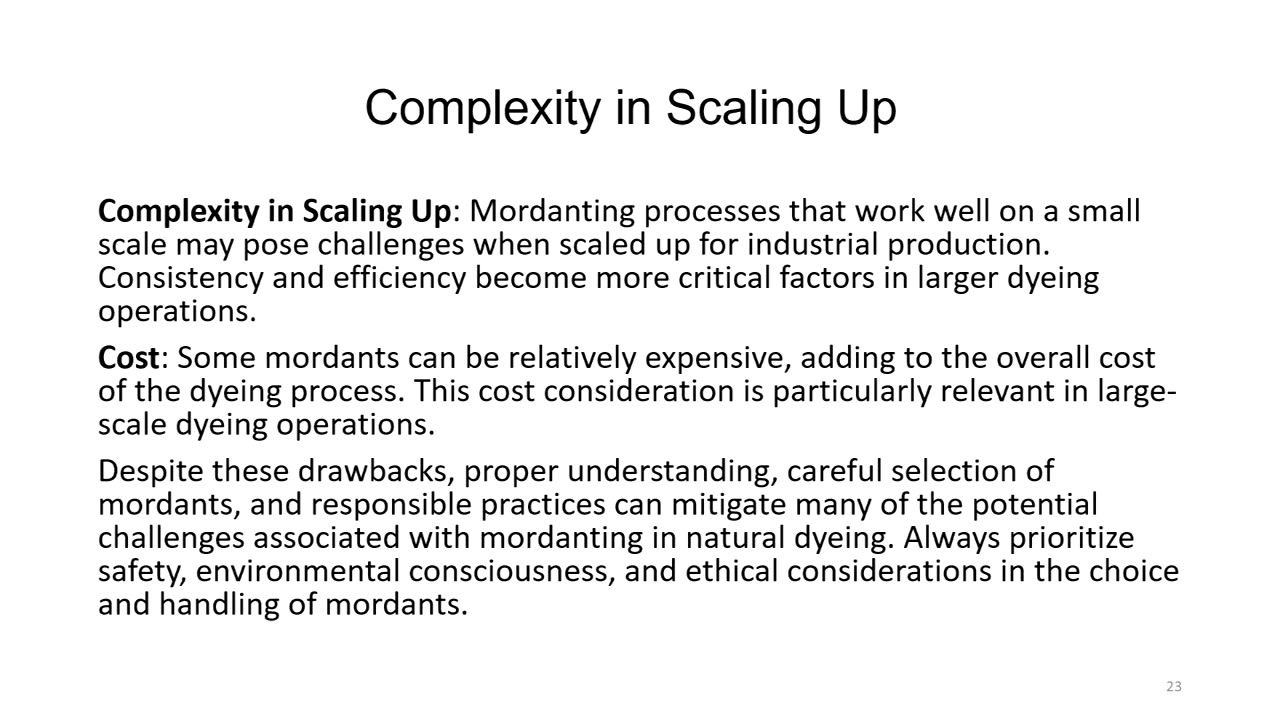 Complexity in Scaling Up
Complexity in Scaling Up: Mordanting processes that work well on a small
scale may pose challenges when scaled up for industrial production.
Consistency and efficiency become more critical factors in larger dyeing
operations.
Cost: Some mordants can be relatively expensive, adding to the overall cost
of the dyeing process. This cost consideration is particularly relevant in large-
scale dyeing operations.
Despite these drawbacks, proper understanding, careful selection of
mordants, and responsible practices can mitigate many of the potential
challenges associated with mordanting in natural dyeing. Always prioritize
safety, environmental consciousness, and ethical considerations in the choice
and handling of mordants.
23